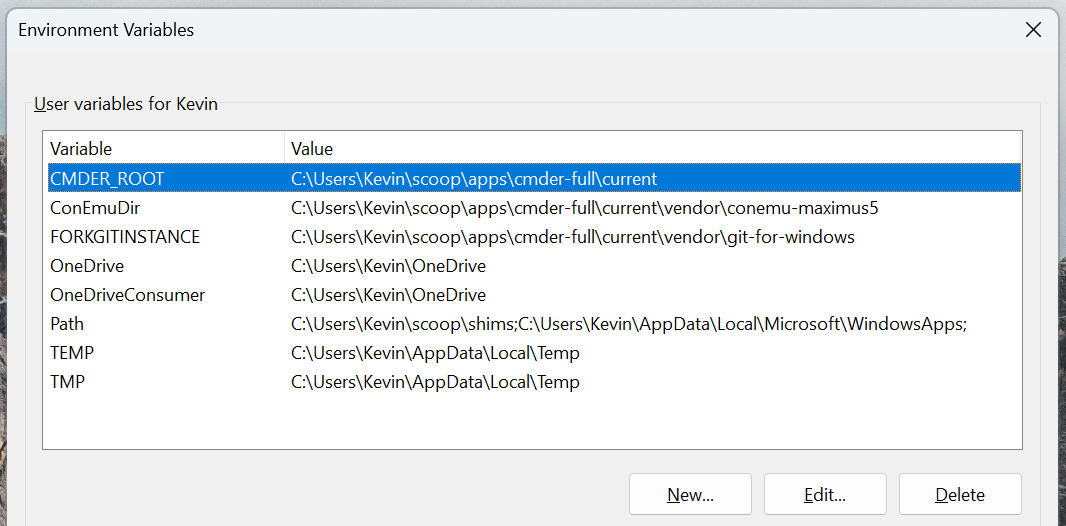 Environment Variables
User variables for Kevin
Variable Value
CMDER_ROOT C:\Users\Kevin\scoop\apps\cmder-full\current
ConEmuDir C:\Users\Kevin\scoop\apps\cmder-full\current\vendor\conemu-maximus5
FORKGITINSTANCE C:\Users\Kevin\scoop\apps\cmder-full\current\vendor\git-for-windows
OneDrive C:\Users\Kevin\OneDrive
OneDriveConsumer C:\Users\Kevin\OneDrive
Path C:\Users\Kevin\scoop\shims;C:\Users\Kevin\AppData\Local\Microsoft\WindowsApps;
TEMP C:\Users\Kevin\AppData\Local\Temp
TMP C:\Users\Kevin\AppData\Local\Temp
New... Edit... Delete